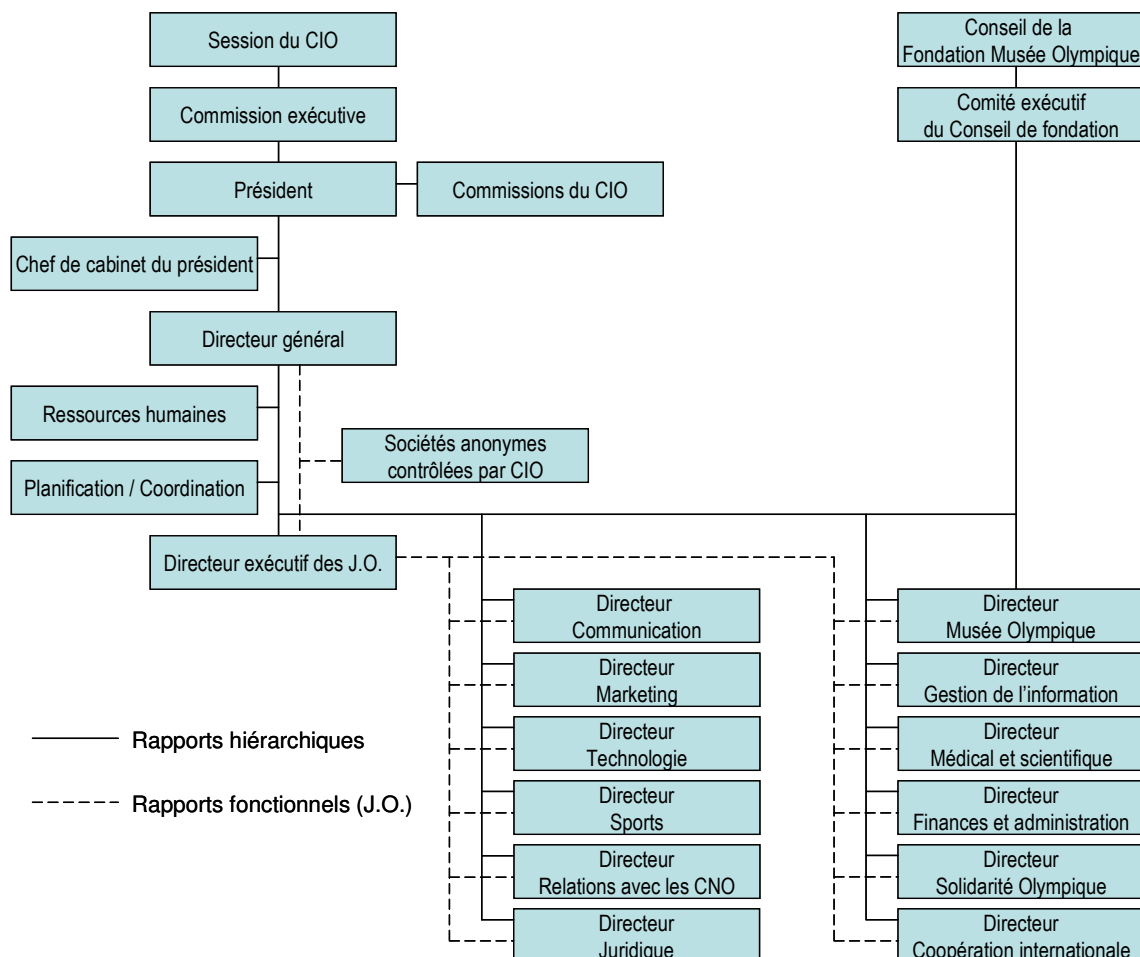 Session du CIO
Conseil de la
Fondation Musée Olympique
Commission exécutive
Comité exécutif
du Conseil de fondation
Président
Commissions du CIO
Chef de cabinet du président
Directeur général
Ressources humaines
Sociétés anonymes
contrôlées par CIO
Planification / Coordination
Directeur exécutif des J.O.
Directeur
Communication
Directeur
Marketing
Directeur
Technologie
Directeur
Sports
Directeur
Relations avec les CNO
Directeur
Juridique
Directeur
Musée Olympique
Directeur
Gestion de l'information
Directeur
Médical et scientifique
Directeur
Finances et administration
Directeur
Solidarité Olympique
Directeur
Coopération internationale
Rapports hiérarchiques
Rapports fonctionnels (J.O.)